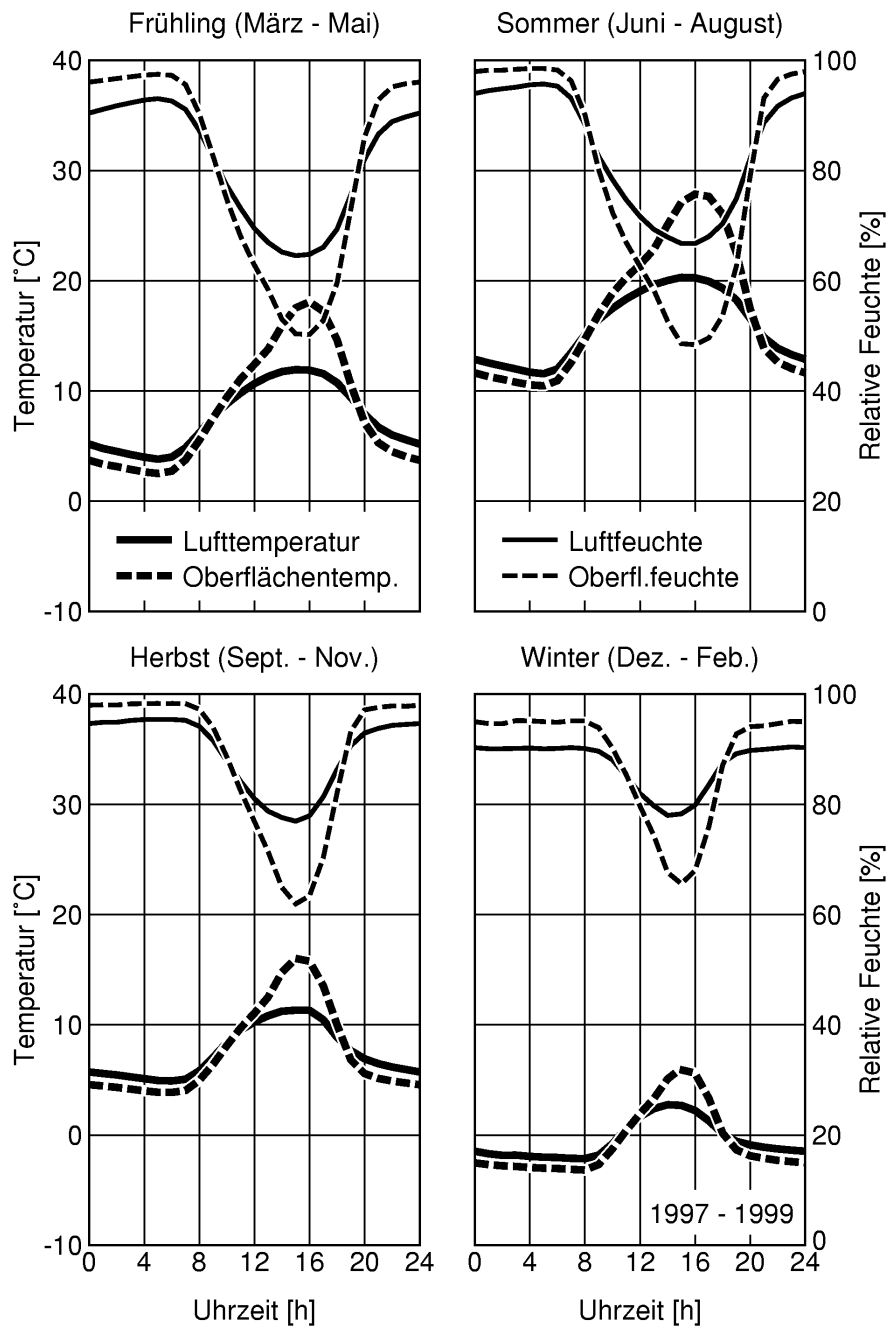 Frühling (März - Mai)
Sommer (Juni - August)
40
30
20
10
0
-10
Temperatur [°C]
100
80
60
40
20
0
Relative Feuchte [%]
Lufttemperatur
Oberflächentemp.
Luftfeuchte
Oberfl.feuchte
Herbst (Sept. - Nov.)
Winter (Dez. - Feb.)
40
30
20
10
0
-10
Temperatur [°C]
100
80
60
40
20
0
Relative Feuchte [%]
1997 - 1999
0 4 8 12 16 20 24
0 4 8 12 16 20 24
Uhrzeit [h]
Uhrzeit [h]